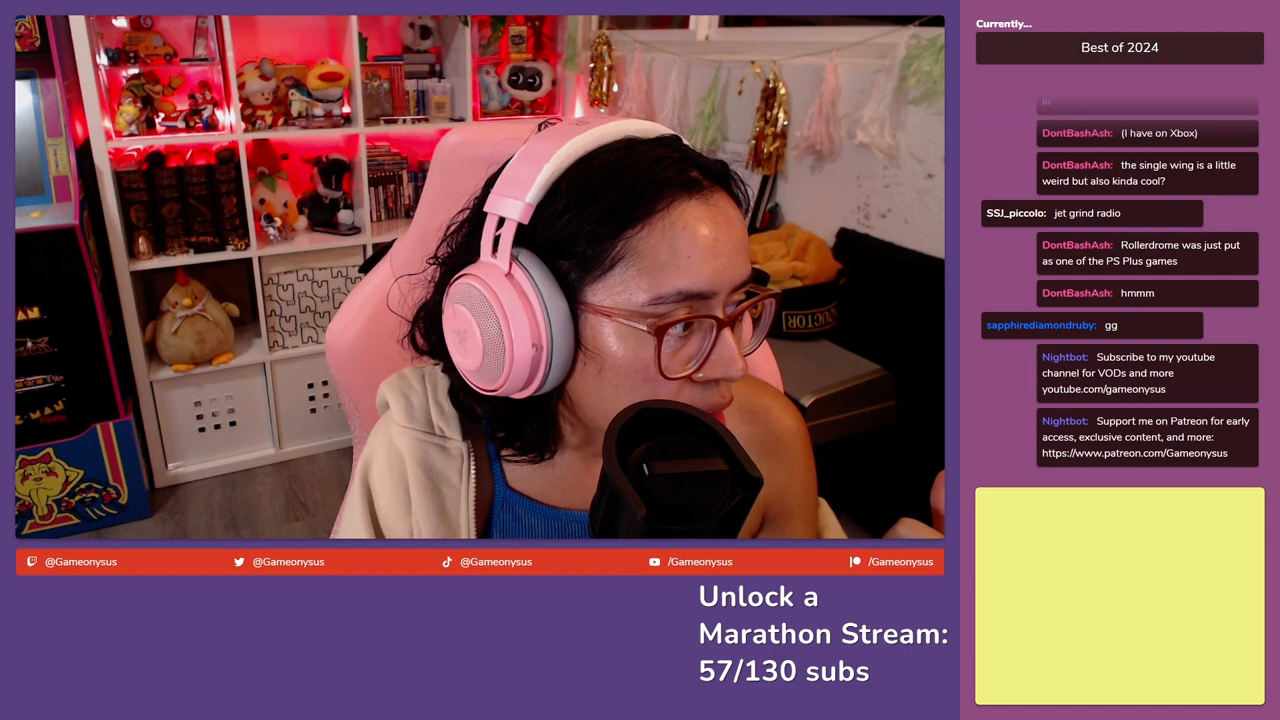 Currently...
Best of 2024
DontBashAsh: (I have on Xbox)
DontBashAsh: the single wing is a little
weird but also kinda cool?
SSJ_piccolo: jet grind radio
DontBashAsh: Rollerdrome was just put
as one of the PS Plus games
DontBashAsh: hmmm
sapphirediamondruby: gg
Nightbot: Subscribe to my youtube
channel for VODs and more
youtube.com/gameonysus
Nightbot: Support me on Patreon for early
access, exclusive content, and more:
https://www.patreon.com/Gameonysus
@Gameonysus
@Gameonysus
@Gameonysus
/Gameonysus
/Gameonysus
Unlock a
Marathon Stream:
57/130 subs